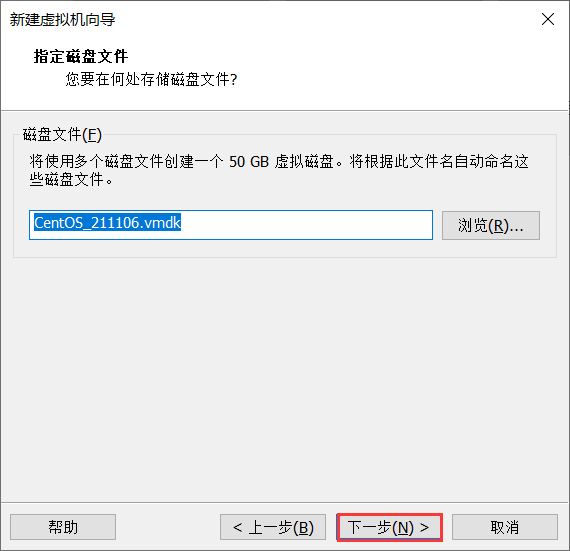 新建虚拟机向导
指定磁盘文件
您要在何处存储磁盘文件?
磁盘文件(F)
将使用多个磁盘文件创建一个 50 GB 虚拟磁盘。将根据此文件名自动命名这
些磁盘文件。
CentOS_211106.vmdk
浏览(R)...
帮助
< 上一步(B)
下一步(N) >
取消